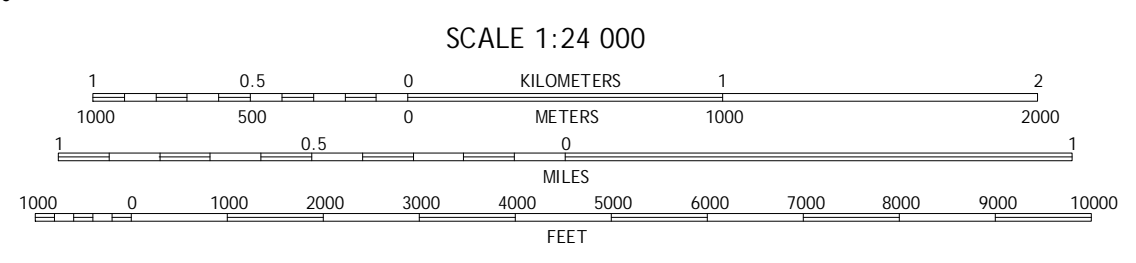 SCALE 1:24 000
1 0.5 0 KILOMETERS 1 2
1000 500 0 METERS 1000 2000
1 0.5 0 1
MILES
1000 0 1000 2000 3000 4000 5000 6000 7000 8000 9000 10000
FEET